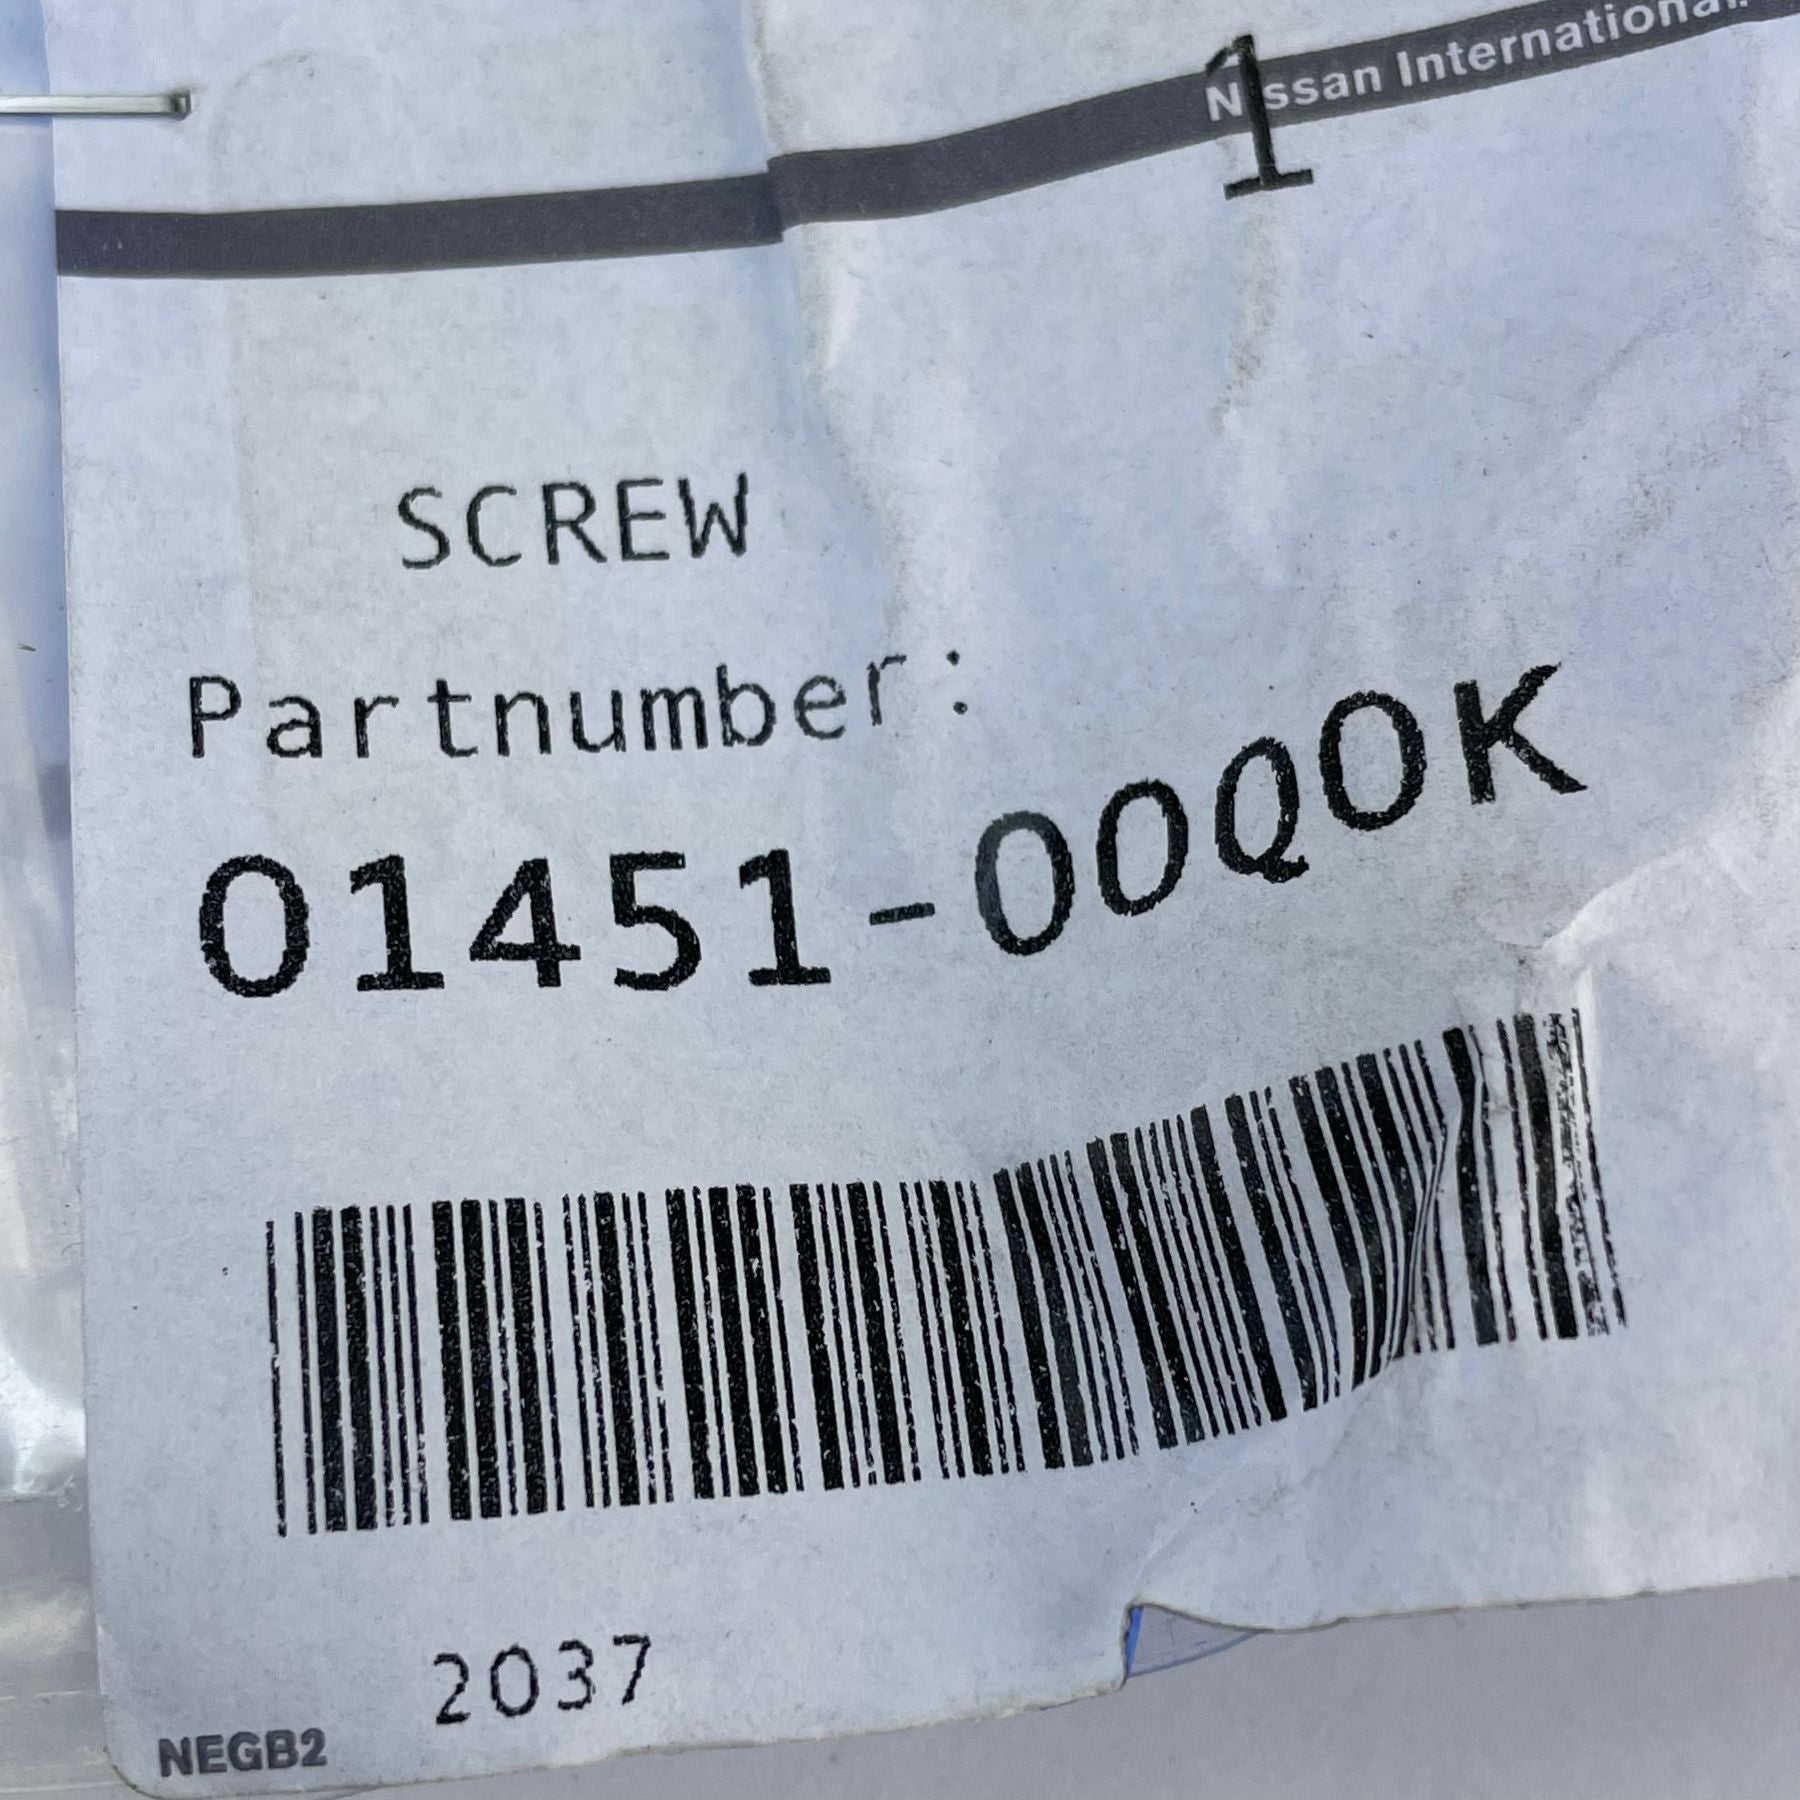 Nissan International
1
SCREW
Partnumber:
01451-00Q0K
2037
NEGB2